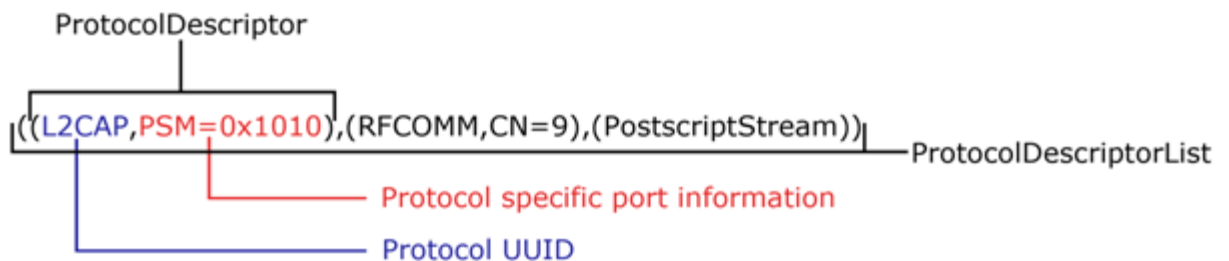 ProtocolDescriptor
((L2CAP,PSM=0x1010),(RFCOMM,CN=9),(PostscriptStream))
ProtocolDescriptorList
Protocol specific port information
Protocol UUID